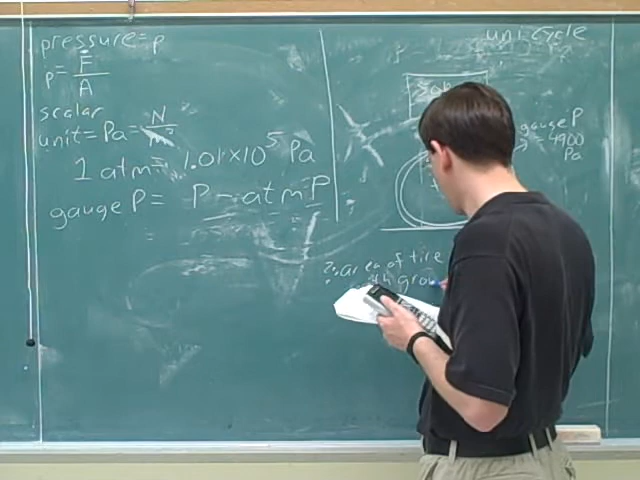 pressure = p
p = F
A
scalar
unit = Pa = N
m²
1 atm = 1.01 × 10⁵ Pa
gauge P = P - atm P
unicycle
gauge P
= 4900
Pa
? area of tire